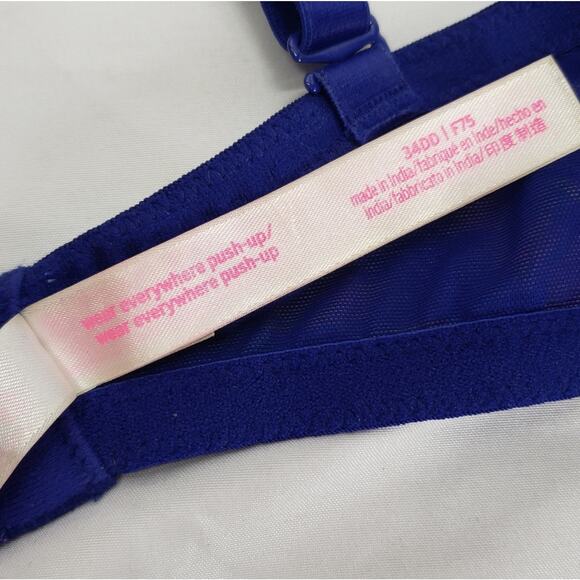 34DD | F75
made in India/fabriqué en Inde/hecho en
India/fabbricato in India/印度制造
wear everywhere push-up/
wear everywhere push-up